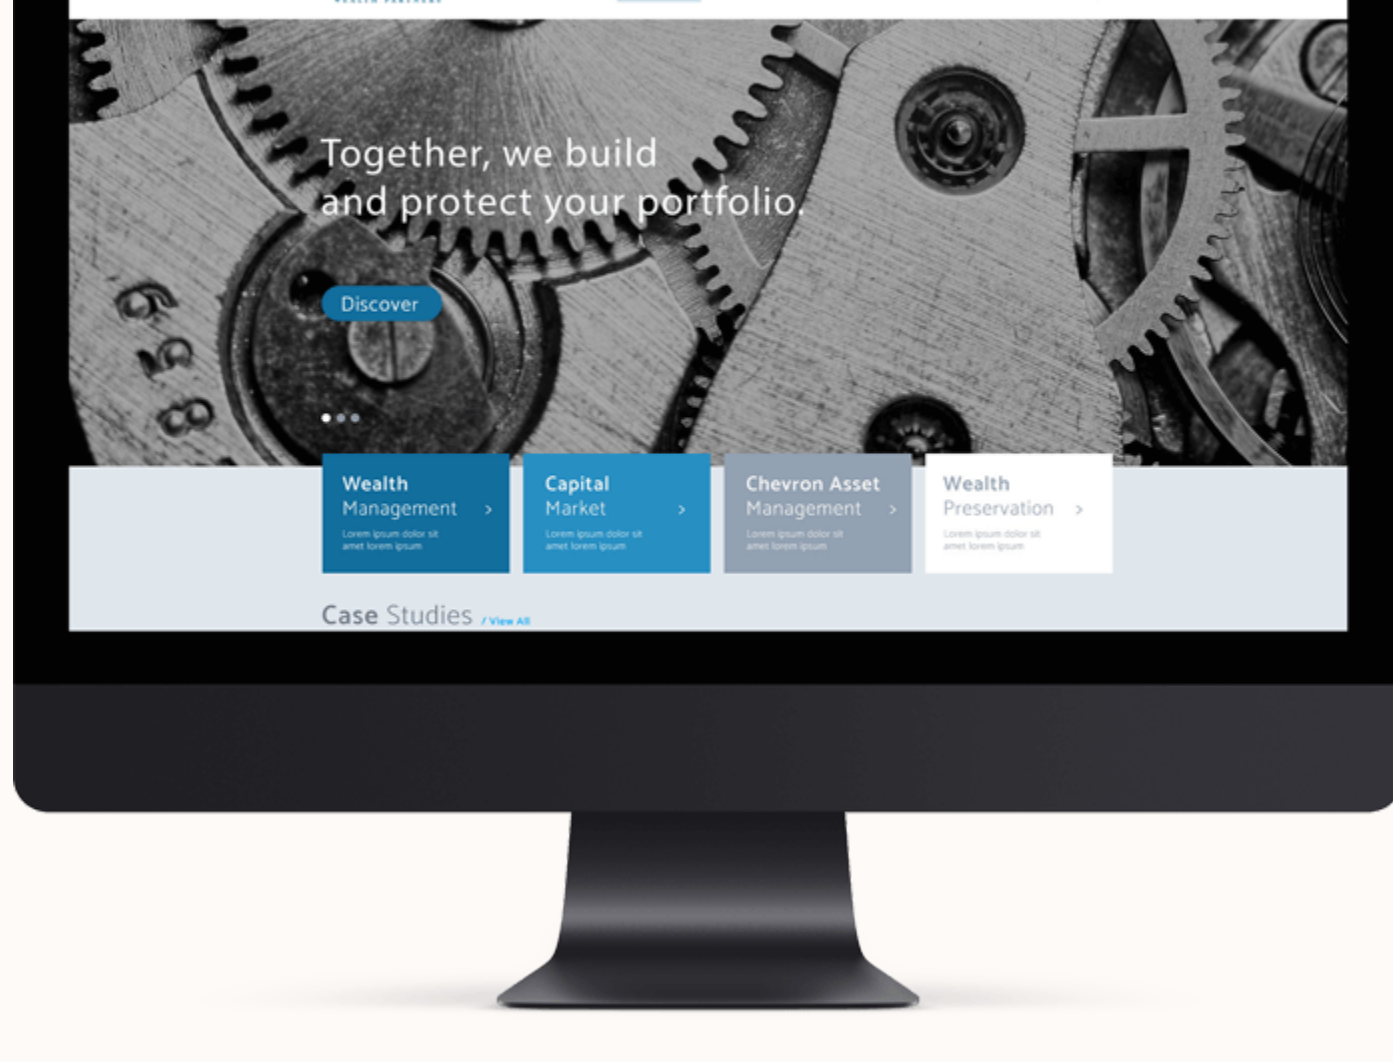 Together, we build
and protect your portfolio.
Discover
859
Wealth
Management >
Lorem ipsum dolor sit
amet lorem ipsum
Capital
Market >
Lorem ipsum dolor sit
amet lorem ipsum
Chevron Asset
Management >
Lorem ipsum dolor sit
amet lorem ipsum
Wealth
Preservation >
Lorem ipsum dolor sit
amet lorem ipsum
Case Studies / View All